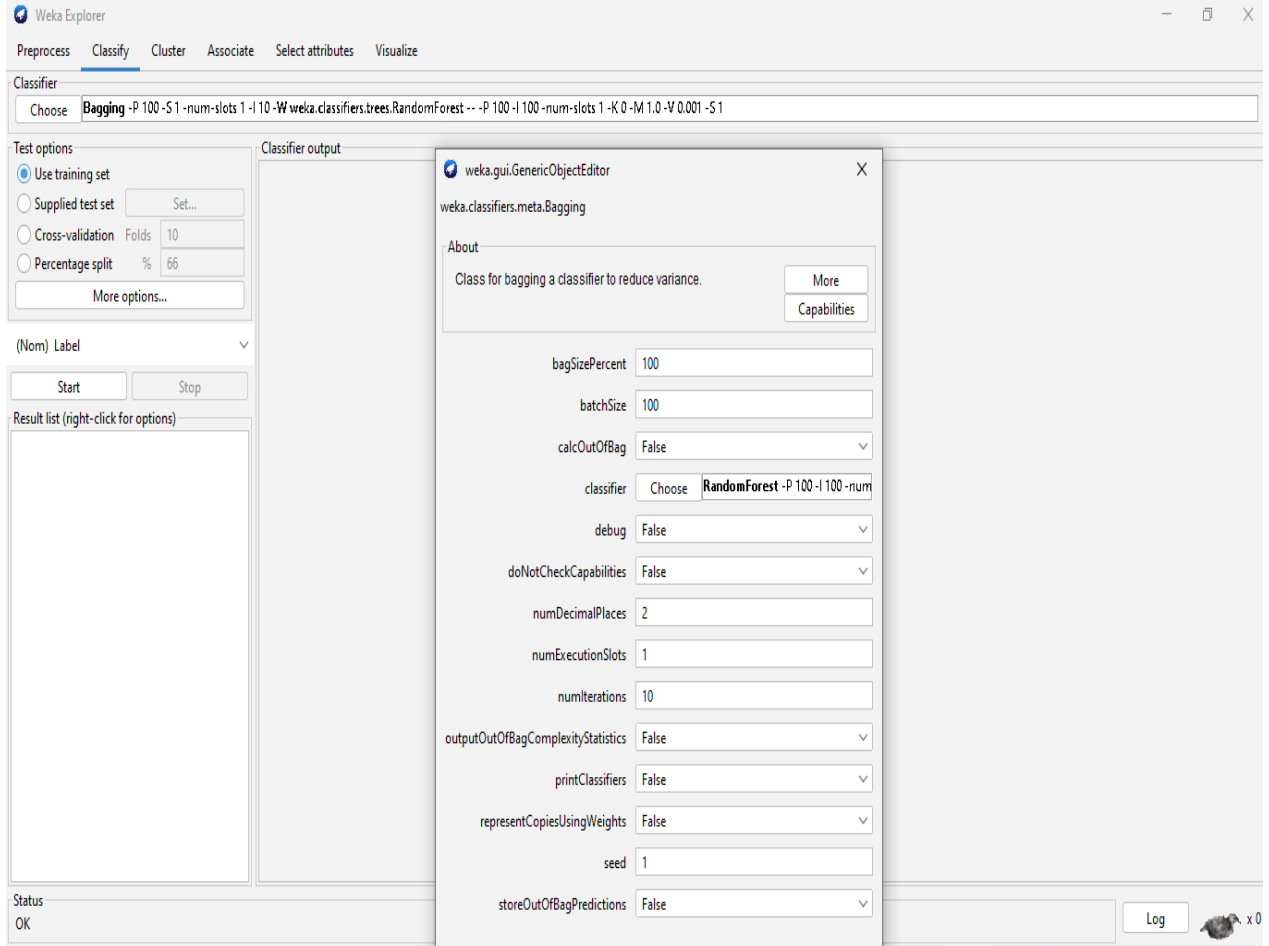 Weka Explorer
Preprocess Classify Cluster Associate Select attributes Visualize
Classifier
Choose Bagging -P 100 -S 1 -num-slots 1 -I 10 -W weka.classifiers.trees.RandomForest -- -P 100 -I 100 -num-slots 1 -K 0 -M 1.0 -V 0.001 -S 1
Test options
Use training set
Supplied test set Set...
Cross-validation Folds 10
Percentage split % 66
More options...
(Nom) Label
Start Stop
Result list (right-click for options)
Classifier output
weka.gui.GenericObjectEditor
weka.classifiers.meta.Bagging
About
Class for bagging a classifier to reduce variance.
More
Capabilities
bagSizePercent 100
batchSize 100
calcOutOfBag False
classifier Choose RandomForest -P 100 -I 100 -num
debug False
doNotCheckCapabilities False
numDecimalPlaces 2
numExecutionSlots 1
numIterations 10
outputOutOfBagComplexityStatistics False
printClassifiers False
representCopiesUsingWeights False
seed 1
storeOutOfBagPredictions False
Status
OK
Log x 0